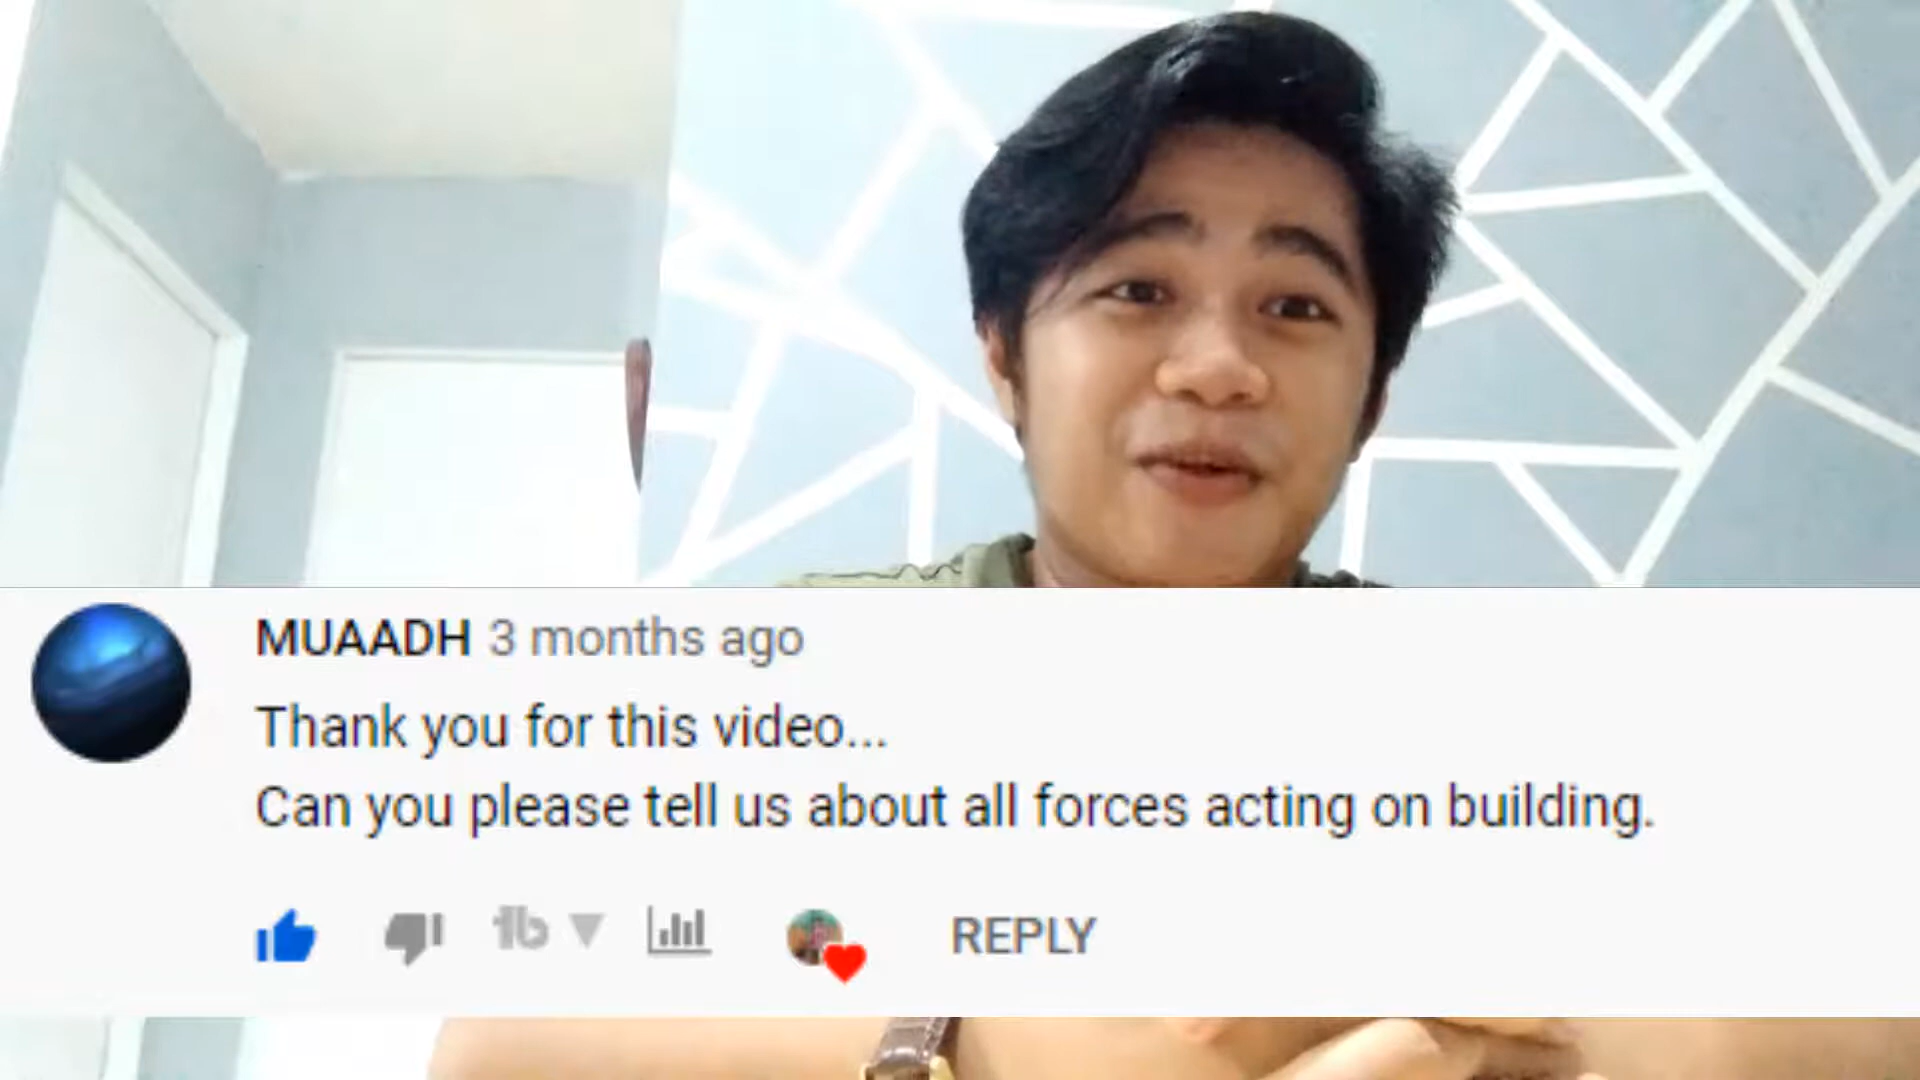 MUAADH 3 months ago
Thank you for this video...
Can you please tell us about all forces acting on building.
REPLY